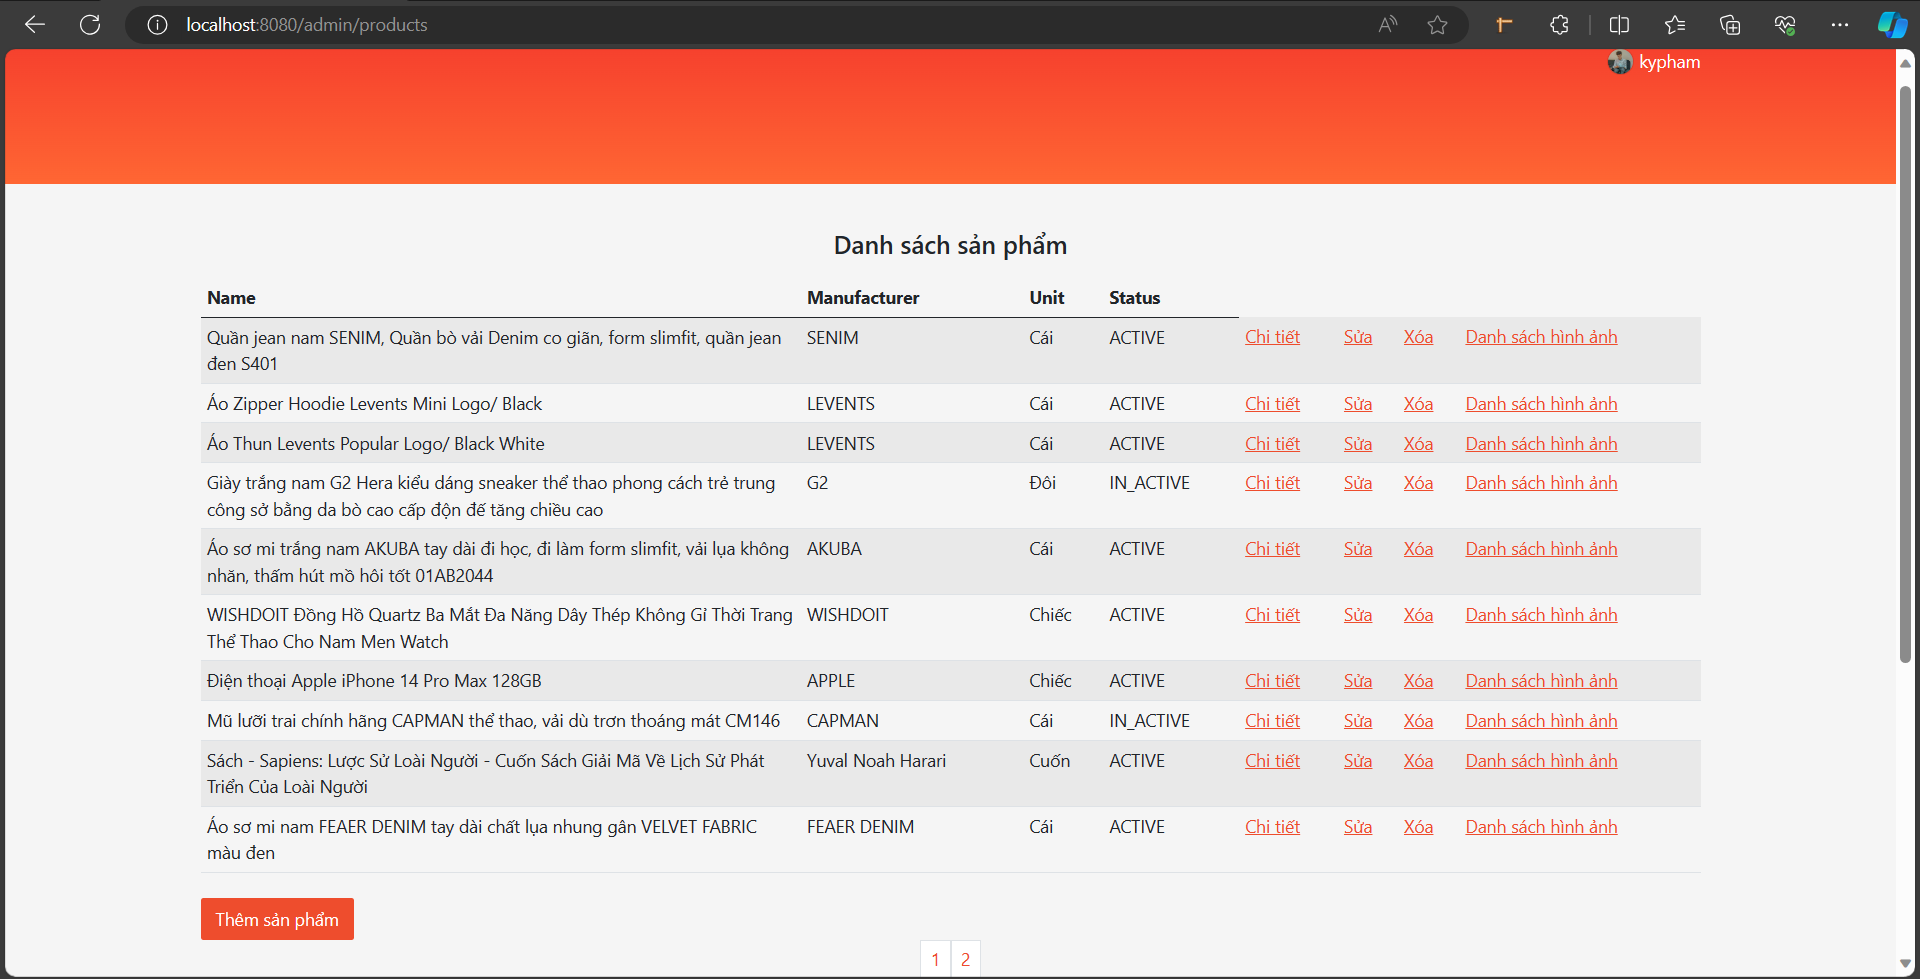 localhost:8080/admin/products
kypham
Danh sách sản phẩm
Name Manufacturer Unit Status
Quần jean nam SENIM, Quần bò vải Denim co giãn, form slimfit, quần jean SENIM Cái ACTIVE Chi tiết Sửa Xóa Danh sách hình ảnh
đen S401
Áo Zipper Hoodie Levents Mini Logo/ Black LEVENTS Cái ACTIVE Chi tiết Sửa Xóa Danh sách hình ảnh
Áo Thun Levents Popular Logo/ Black White LEVENTS Cái ACTIVE Chi tiết Sửa Xóa Danh sách hình ảnh
Giày trắng nam G2 Hera kiểu dáng sneaker thể thao phong cách trẻ trung G2 Đôi IN_ACTIVE Chi tiết Sửa Xóa Danh sách hình ảnh
công sở bằng da bò cao cấp độn đế tăng chiều cao
Áo sơ mi trắng nam AKUBA tay dài đi học, đi làm form slimfit, vải lụa không AKUBA Cái ACTIVE Chi tiết Sửa Xóa Danh sách hình ảnh
nhăn, thấm hút mồ hôi tốt 01AB2044
WISHDOIT Đồng Hồ Quartz Ba Mắt Đa Năng Dây Thép Không Gỉ Thời Trang WISHDOIT Chiếc ACTIVE Chi tiết Sửa Xóa Danh sách hình ảnh
Thể Thao Cho Nam Men Watch
Điện thoại Apple iPhone 14 Pro Max 128GB APPLE Chiếc ACTIVE Chi tiết Sửa Xóa Danh sách hình ảnh
Mũ lưỡi trai chính hãng CAPMAN thể thao, vải dù trơn thoáng mát CM146 CAPMAN Cái IN_ACTIVE Chi tiết Sửa Xóa Danh sách hình ảnh
Sách - Sapiens: Lược Sử Loài Người - Cuốn Sách Giải Mã Về Lịch Sử Phát Yuval Noah Harari Cuốn ACTIVE Chi tiết Sửa Xóa Danh sách hình ảnh
Triển Của Loài Người
Áo sơ mi nam FEAER DENIM tay dài chất lụa nhung gân VELVET FABRIC FEAER DENIM Cái ACTIVE Chi tiết Sửa Xóa Danh sách hình ảnh
màu đen
Thêm sản phẩm
1 2